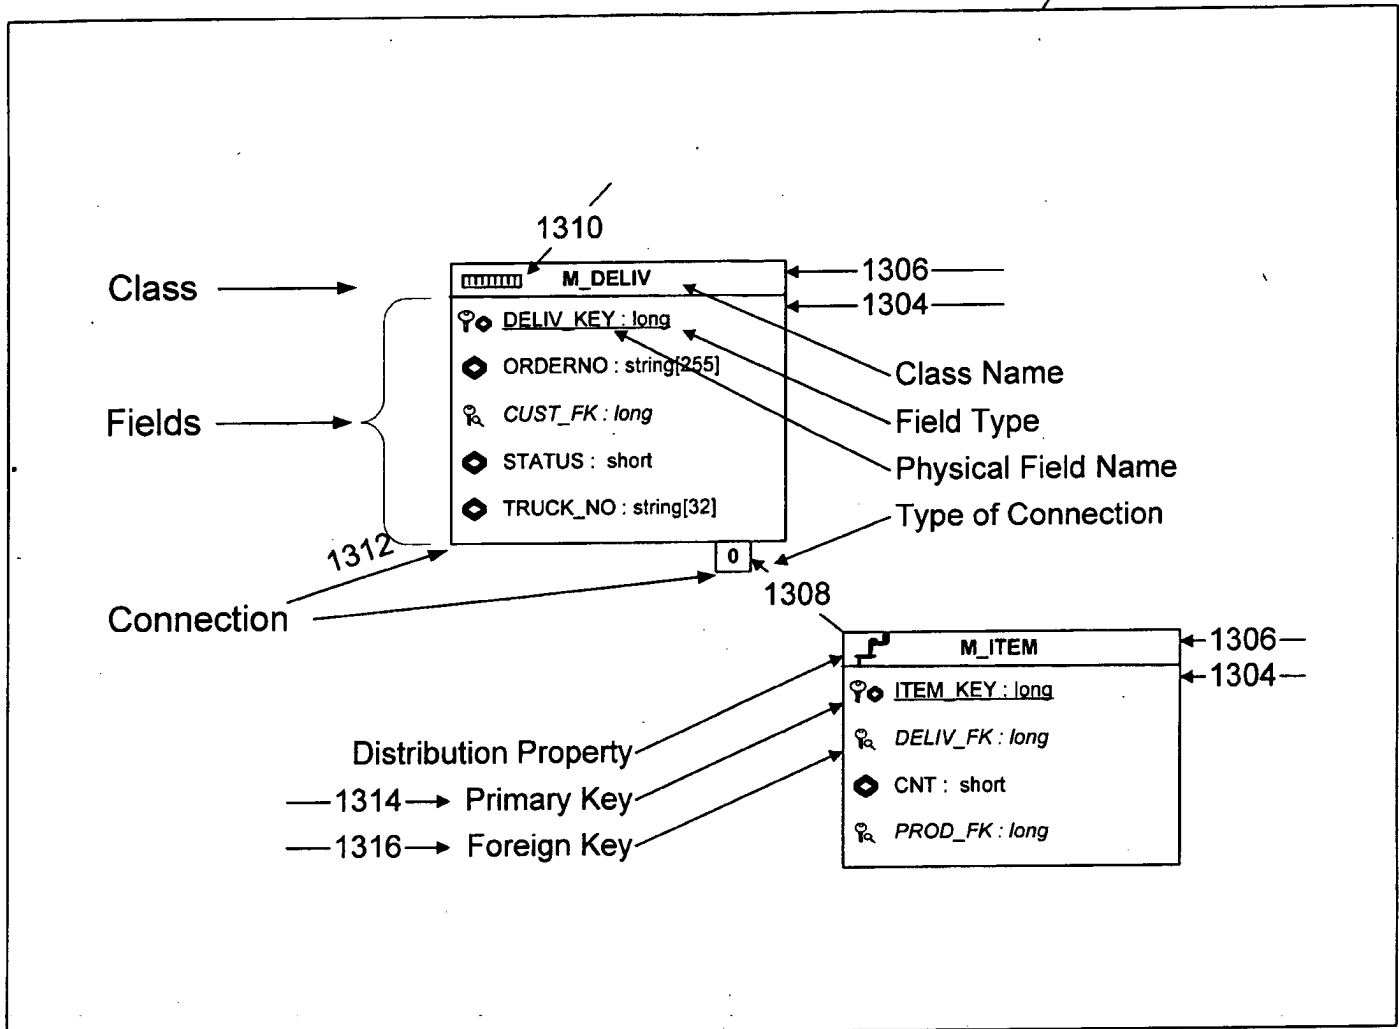 1310
Class
M_DELIV
1306
1304
DELIV_KEY : long
ORDERNO : string[255]
CUST_FK : long
STATUS : short
TRUCK_NO : string[32]
Fields
Class Name
Field Type
Physical Field Name
Type of Connection
1312
0
1308
Connection
M_ITEM
1306
1304
ITEM_KEY : long
DELIV_FK : long
CNT : short
PROD_FK : long
Distribution Property
1314 Primary Key
1316 Foreign Key